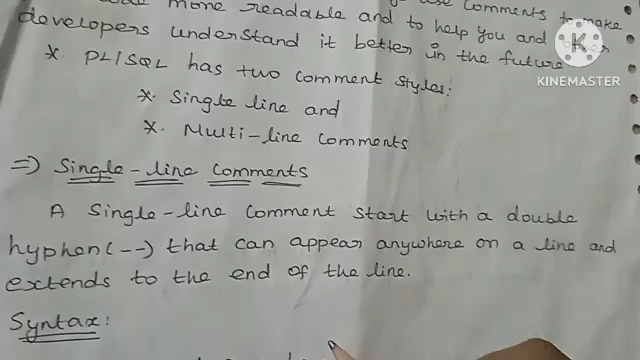 more readable and to help you and
developers understand it better in the future
* PL/SQL has two comment styles:
* Single line and
* Multi-line comments
=> Single-line comments
A single-line comment start with a double
hyphen(--) that can appear anywhere on a line and
extends to the end of the line.
Syntax:
K
KINEMASTER